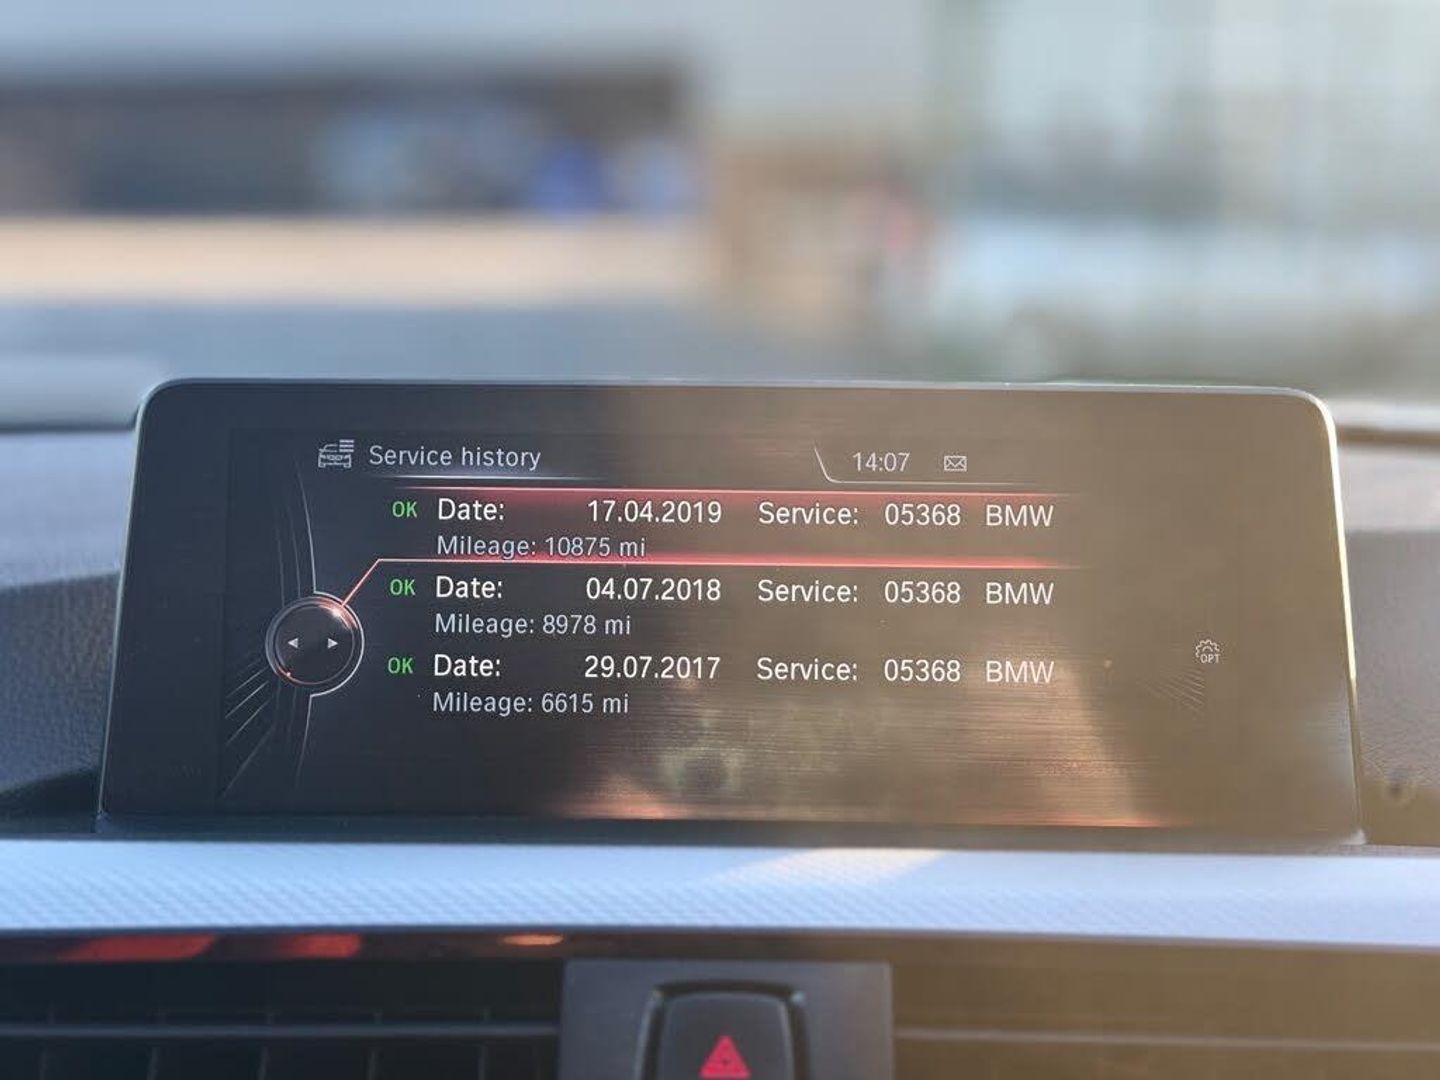 Service history 14:07
OK Date: 17.04.2019 Service: 05368 BMW
Mileage: 10875 mi
OK Date: 04.07.2018 Service: 05368 BMW
Mileage: 8978 mi
OK Date: 29.07.2017 Service: 05368 BMW
Mileage: 6615 mi
OPT